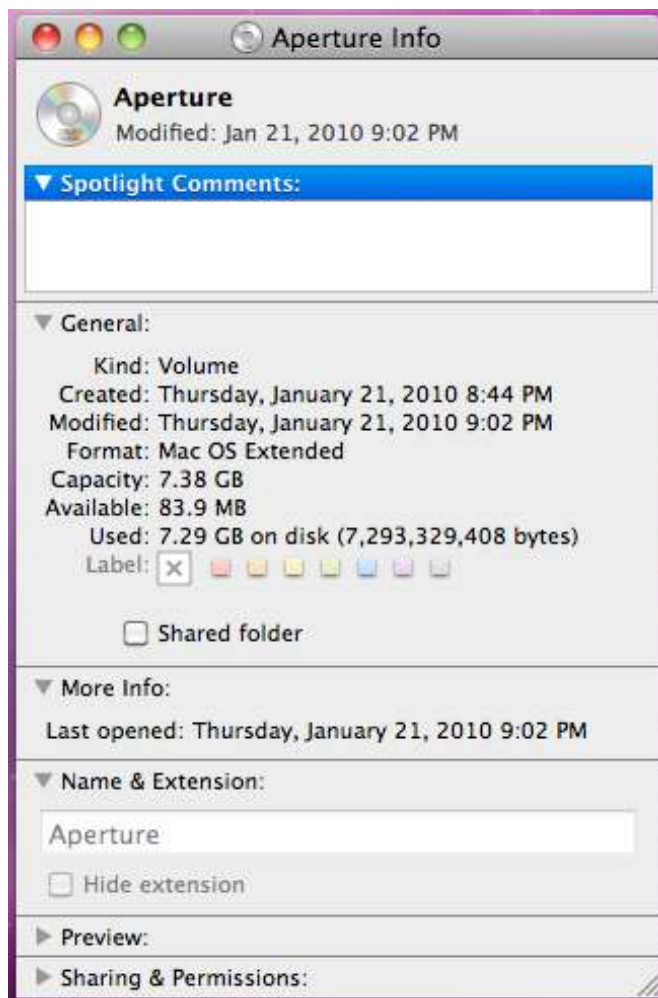 Aperture Info
Aperture
Modified: Jan 21, 2010 9:02 PM
Spotlight Comments:
General:
Kind: Volume
Created: Thursday, January 21, 2010 8:44 PM
Modified: Thursday, January 21, 2010 9:02 PM
Format: Mac OS Extended
Capacity: 7.38 GB
Available: 83.9 MB
Used: 7.29 GB on disk (7,293,329,408 bytes)
Label:
Shared folder
More Info:
Last opened: Thursday, January 21, 2010 9:02 PM
Name & Extension:
Aperture
Hide extension
Preview:
Sharing & Permissions: